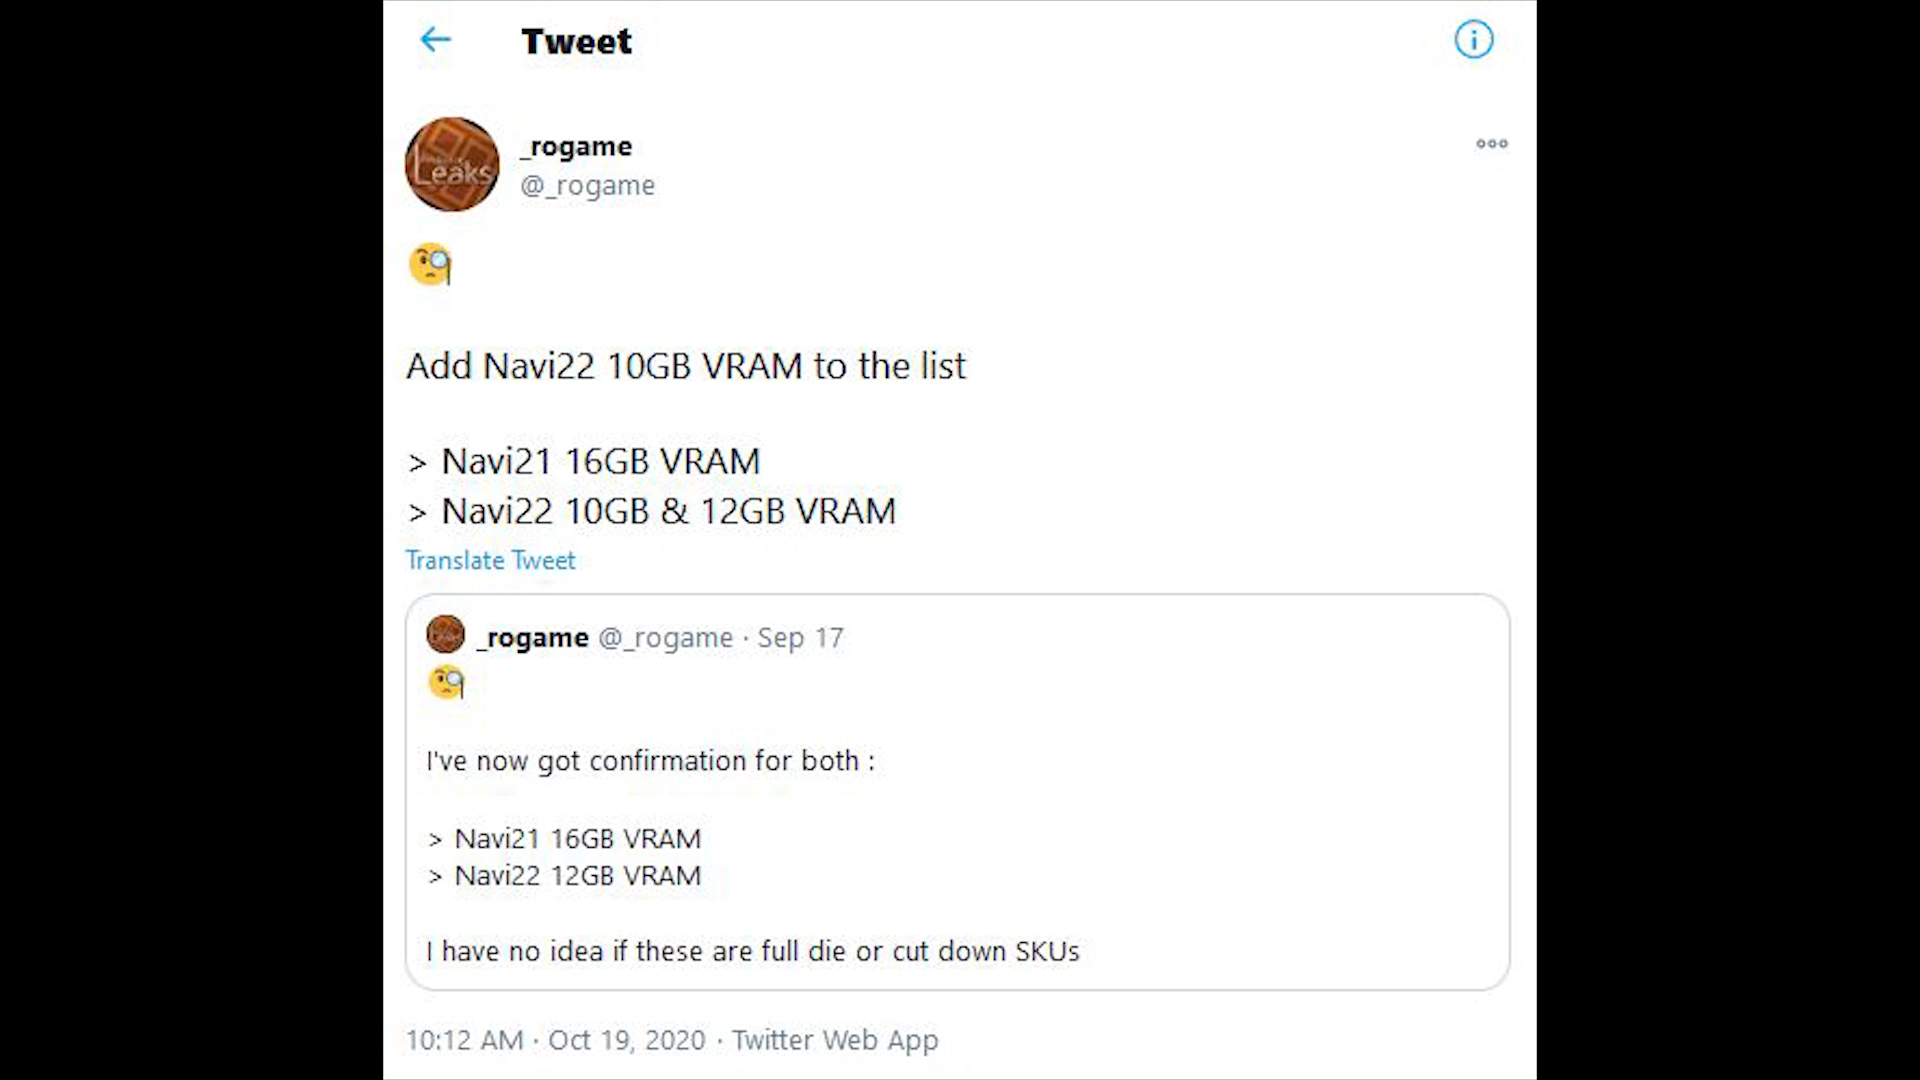 Tweet
Leaks
_rogame
@_rogame
Add Navi22 10GB VRAM to the list
> Navi21 16GB VRAM
> Navi22 10GB & 12GB VRAM
Translate Tweet
_rogame @_rogame · Sep 17
I've now got confirmation for both :
> Navi21 16GB VRAM
> Navi22 12GB VRAM
I have no idea if these are full die or cut down SKUs
10:12 AM · Oct 19, 2020 · Twitter Web App